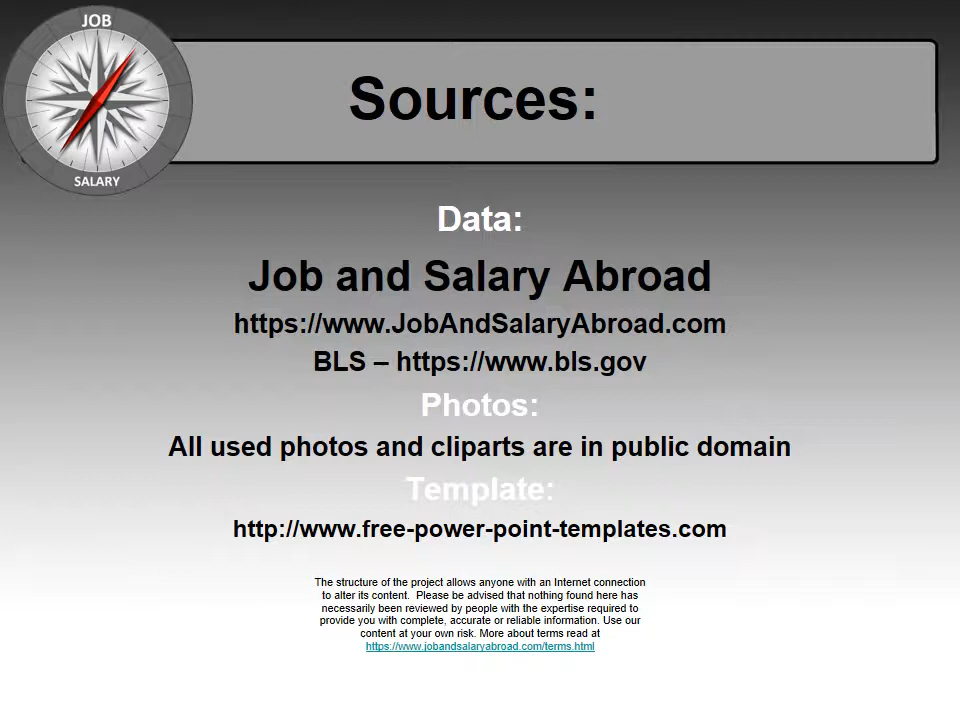 JOB
SALARY
Sources:
Data:
Job and Salary Abroad
https://www.JobAndSalaryAbroad.com
BLS – https://www.bls.gov
Photos:
All used photos and cliparts are in public domain
Template:
http://www.free-power-point-templates.com
The structure of the project allows anyone with an Internet connection
to alter its content.  Please be advised that nothing found here has
necessarily been reviewed by people with the expertise required to
provide you with complete, accurate or reliable information. Use our
content at your own risk. More about terms read at
https://www.jobandsalaryabroad.com/terms.html